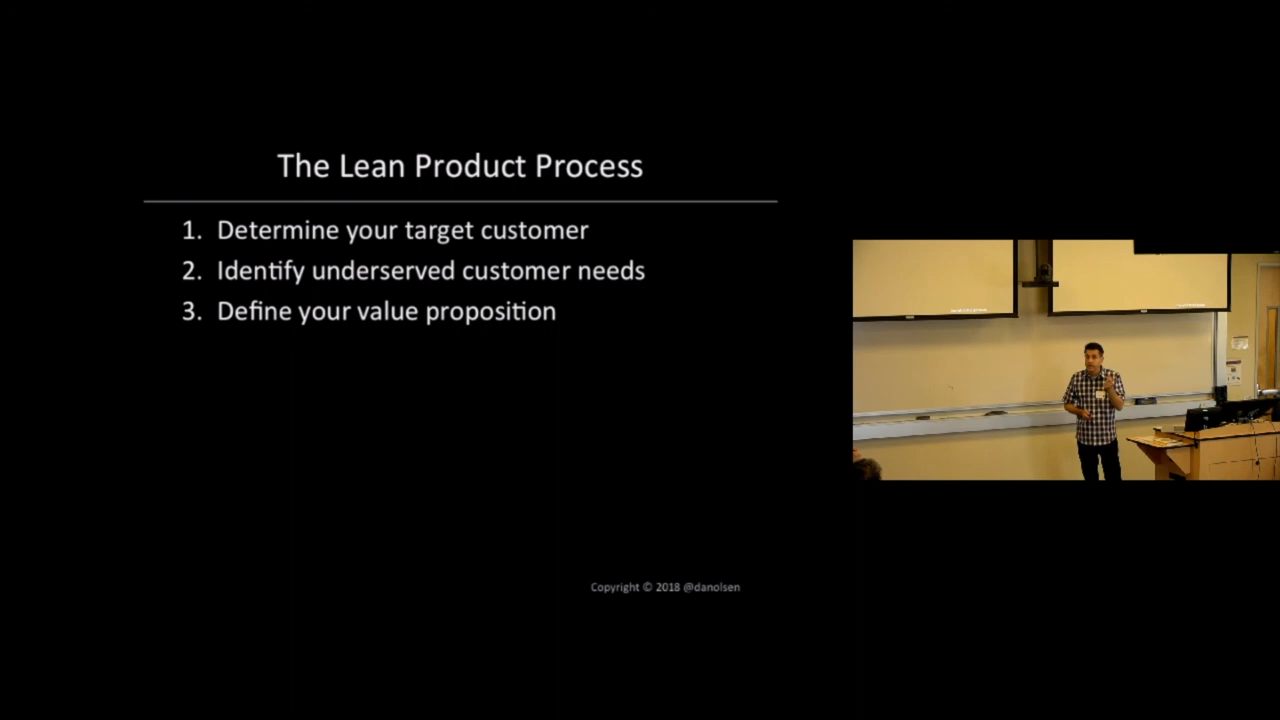 The Lean Product Process
1. Determine your target customer
2. Identify underserved customer needs
3. Define your value proposition
Copyright © 2018 @danolsen